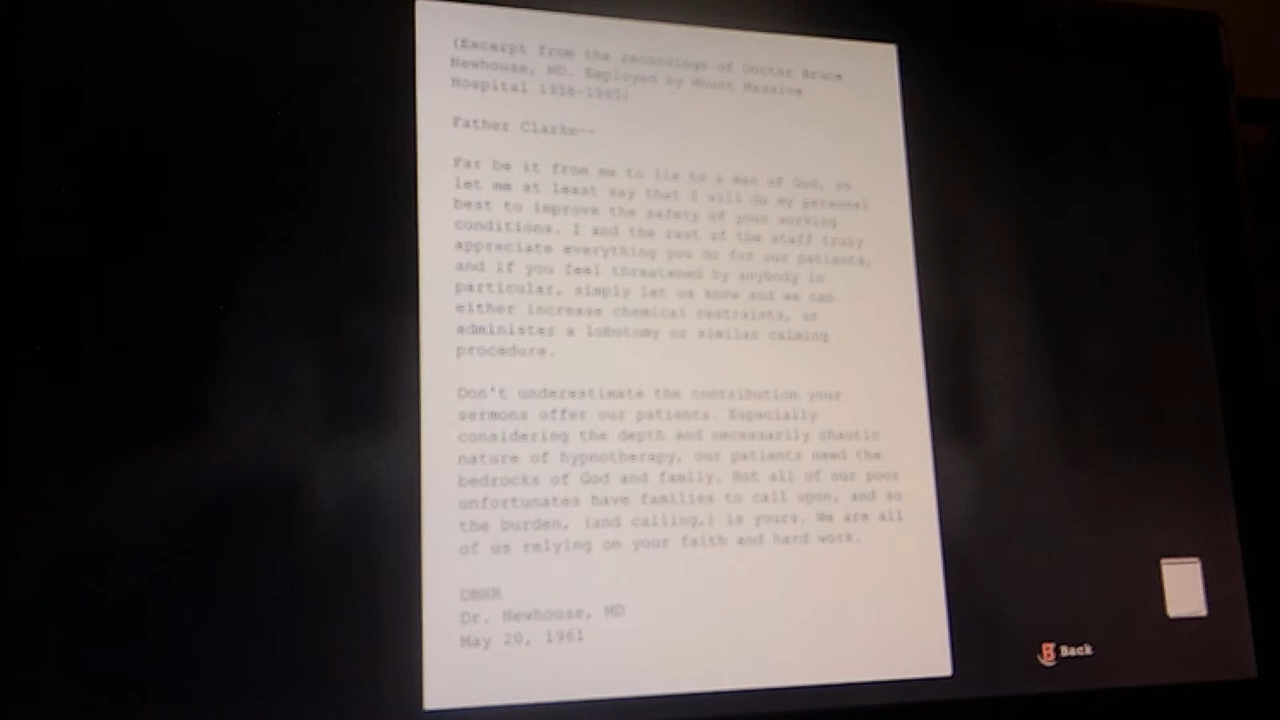 (Excerpt from the recordings of Doctor Bruce
Newhouse, MD. Employed by Mount Massive
Hospital 1958-1965)
Father Clarke--
Far be it from me to lie to a man of God, so
let me at least say that I will do my personal
best to improve the safety of your working
conditions. I and the rest of the staff truly
appreciate everything you do for our patients,
and if you feel threatened by anybody in
particular, simply let us know and we can
either increase chemical restraints, or
administer a lobotomy or similar calming
procedure.
Don't underestimate the contribution your
sermons offer our patients. Especially
considering the depth and necessarily chaotic
nature of hypnotherapy, our patients need the
bedrocks of God and family. Not all of our poor
unfortunates have families to call upon, and so
the burden, (and calling,) is yours. We are all
of us relying on your faith and hard work.
Dr. Newhouse, MD
May 20, 1961
B Back